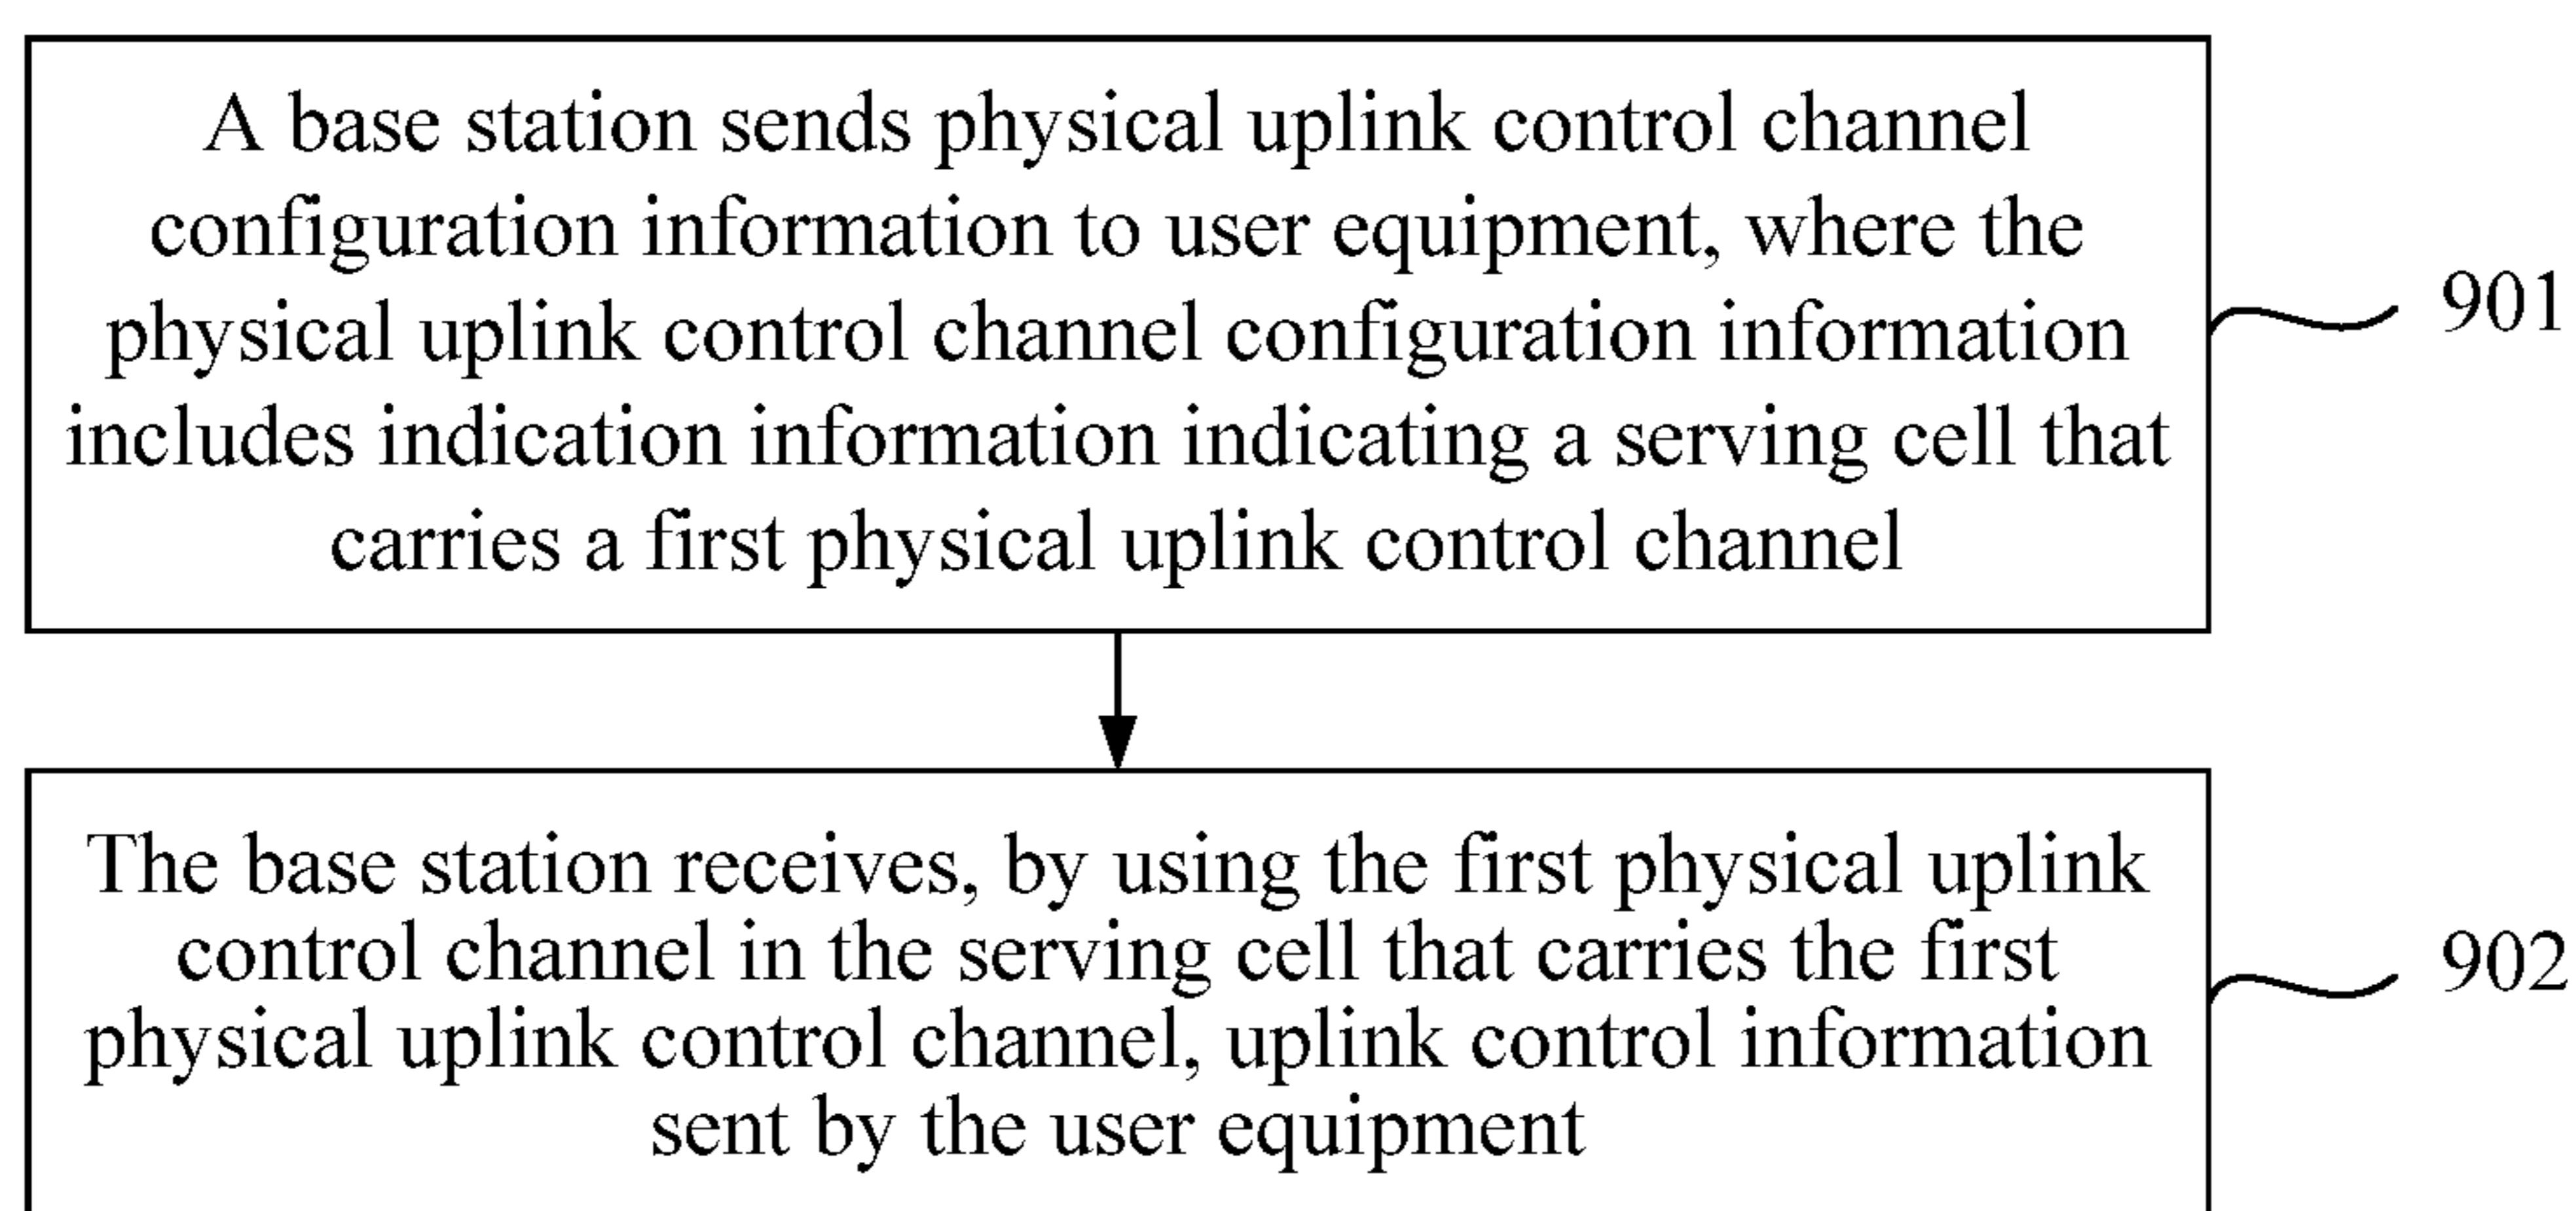 A base station sends physical uplink control channel
configuration information to user equipment, where the
physical uplink control channel configuration information
includes indication information indicating a serving cell that
carries a first physical uplink control channel
901
The base station receives, by using the first physical uplink
control channel in the serving cell that carries the first
physical uplink control channel, uplink control information
sent by the user equipment
902